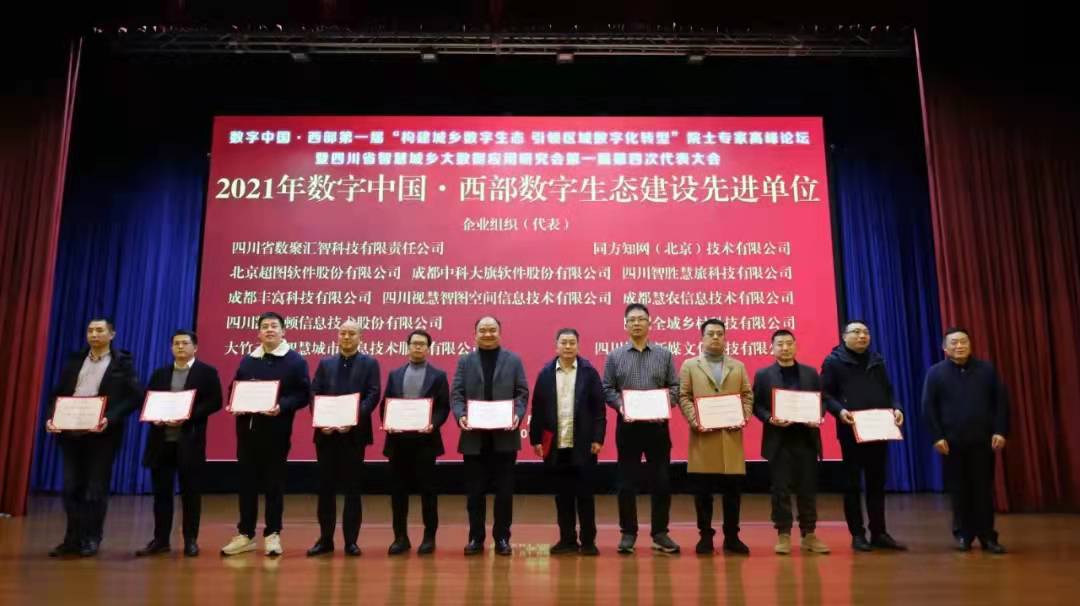 数字中国·西部第一届“构建城乡数字生态 引领区域数字化转型”院士专家高峰论坛
暨四川省智慧城乡大数据应用研究会第一届第四次代表大会
2021年数字中国·西部数字生态建设先进单位
企业组织（代表）
四川省数聚汇智科技有限责任公司 同方知网（北京）技术有限公司
北京超图软件股份有限公司 成都中科大旗软件股份有限公司 四川智胜慧旅科技有限公司
成都丰窝科技有限公司 四川视慧智图空间信息技术有限公司 成都慧农信息技术有限公司
四川 顿信息技术股份有限公司 全域乡村科技有限公司
大竹 智慧城市信息技术服 有限公司 四川 新媒文化科技有限公司